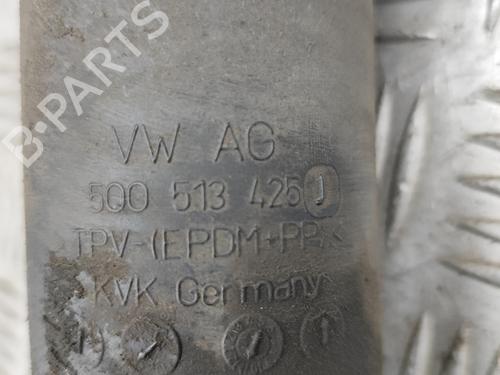 B-PARTS
VW AG
5Q0 513 425 J
TPV-(EPDM+PP)<
KVK Germany